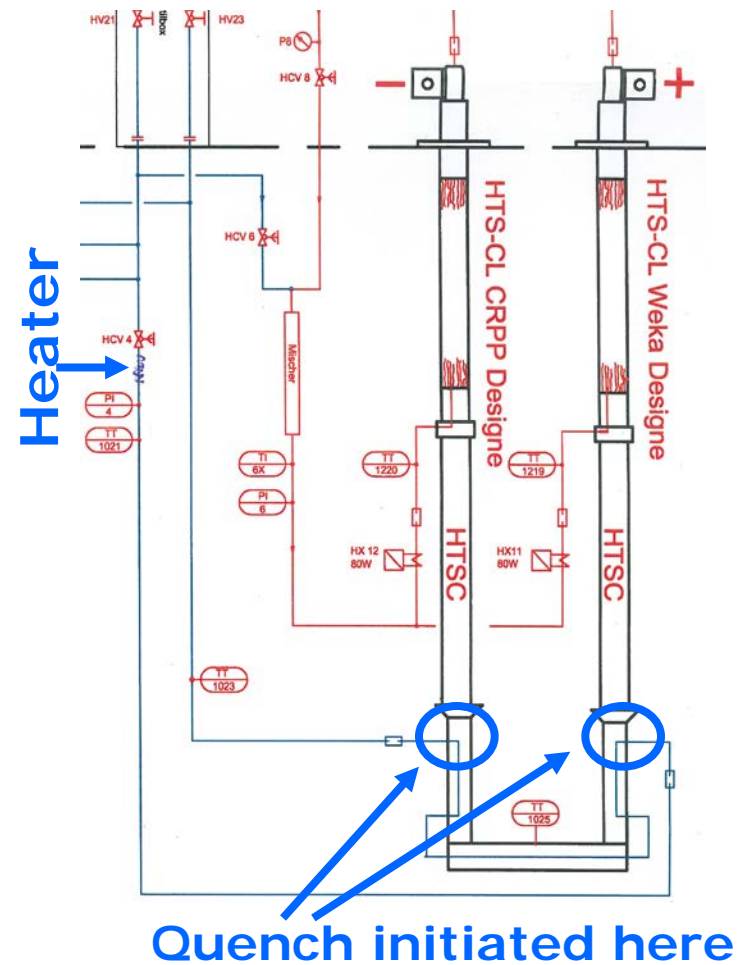 HV21
tilbox
HV23
P8
HCV 8
−
+
HCV 6
HTS-CL CRPP Designe
HTS-CL Weka Designe
Heater
HCV 4
Mischer
PI
4
TT
1021
TI
6X
PI
6
TT
1220
TT
1219
HX 12
80W
HX11
80W
HTSC
HTSC
TT
1023
TT
1025
Quench initiated here